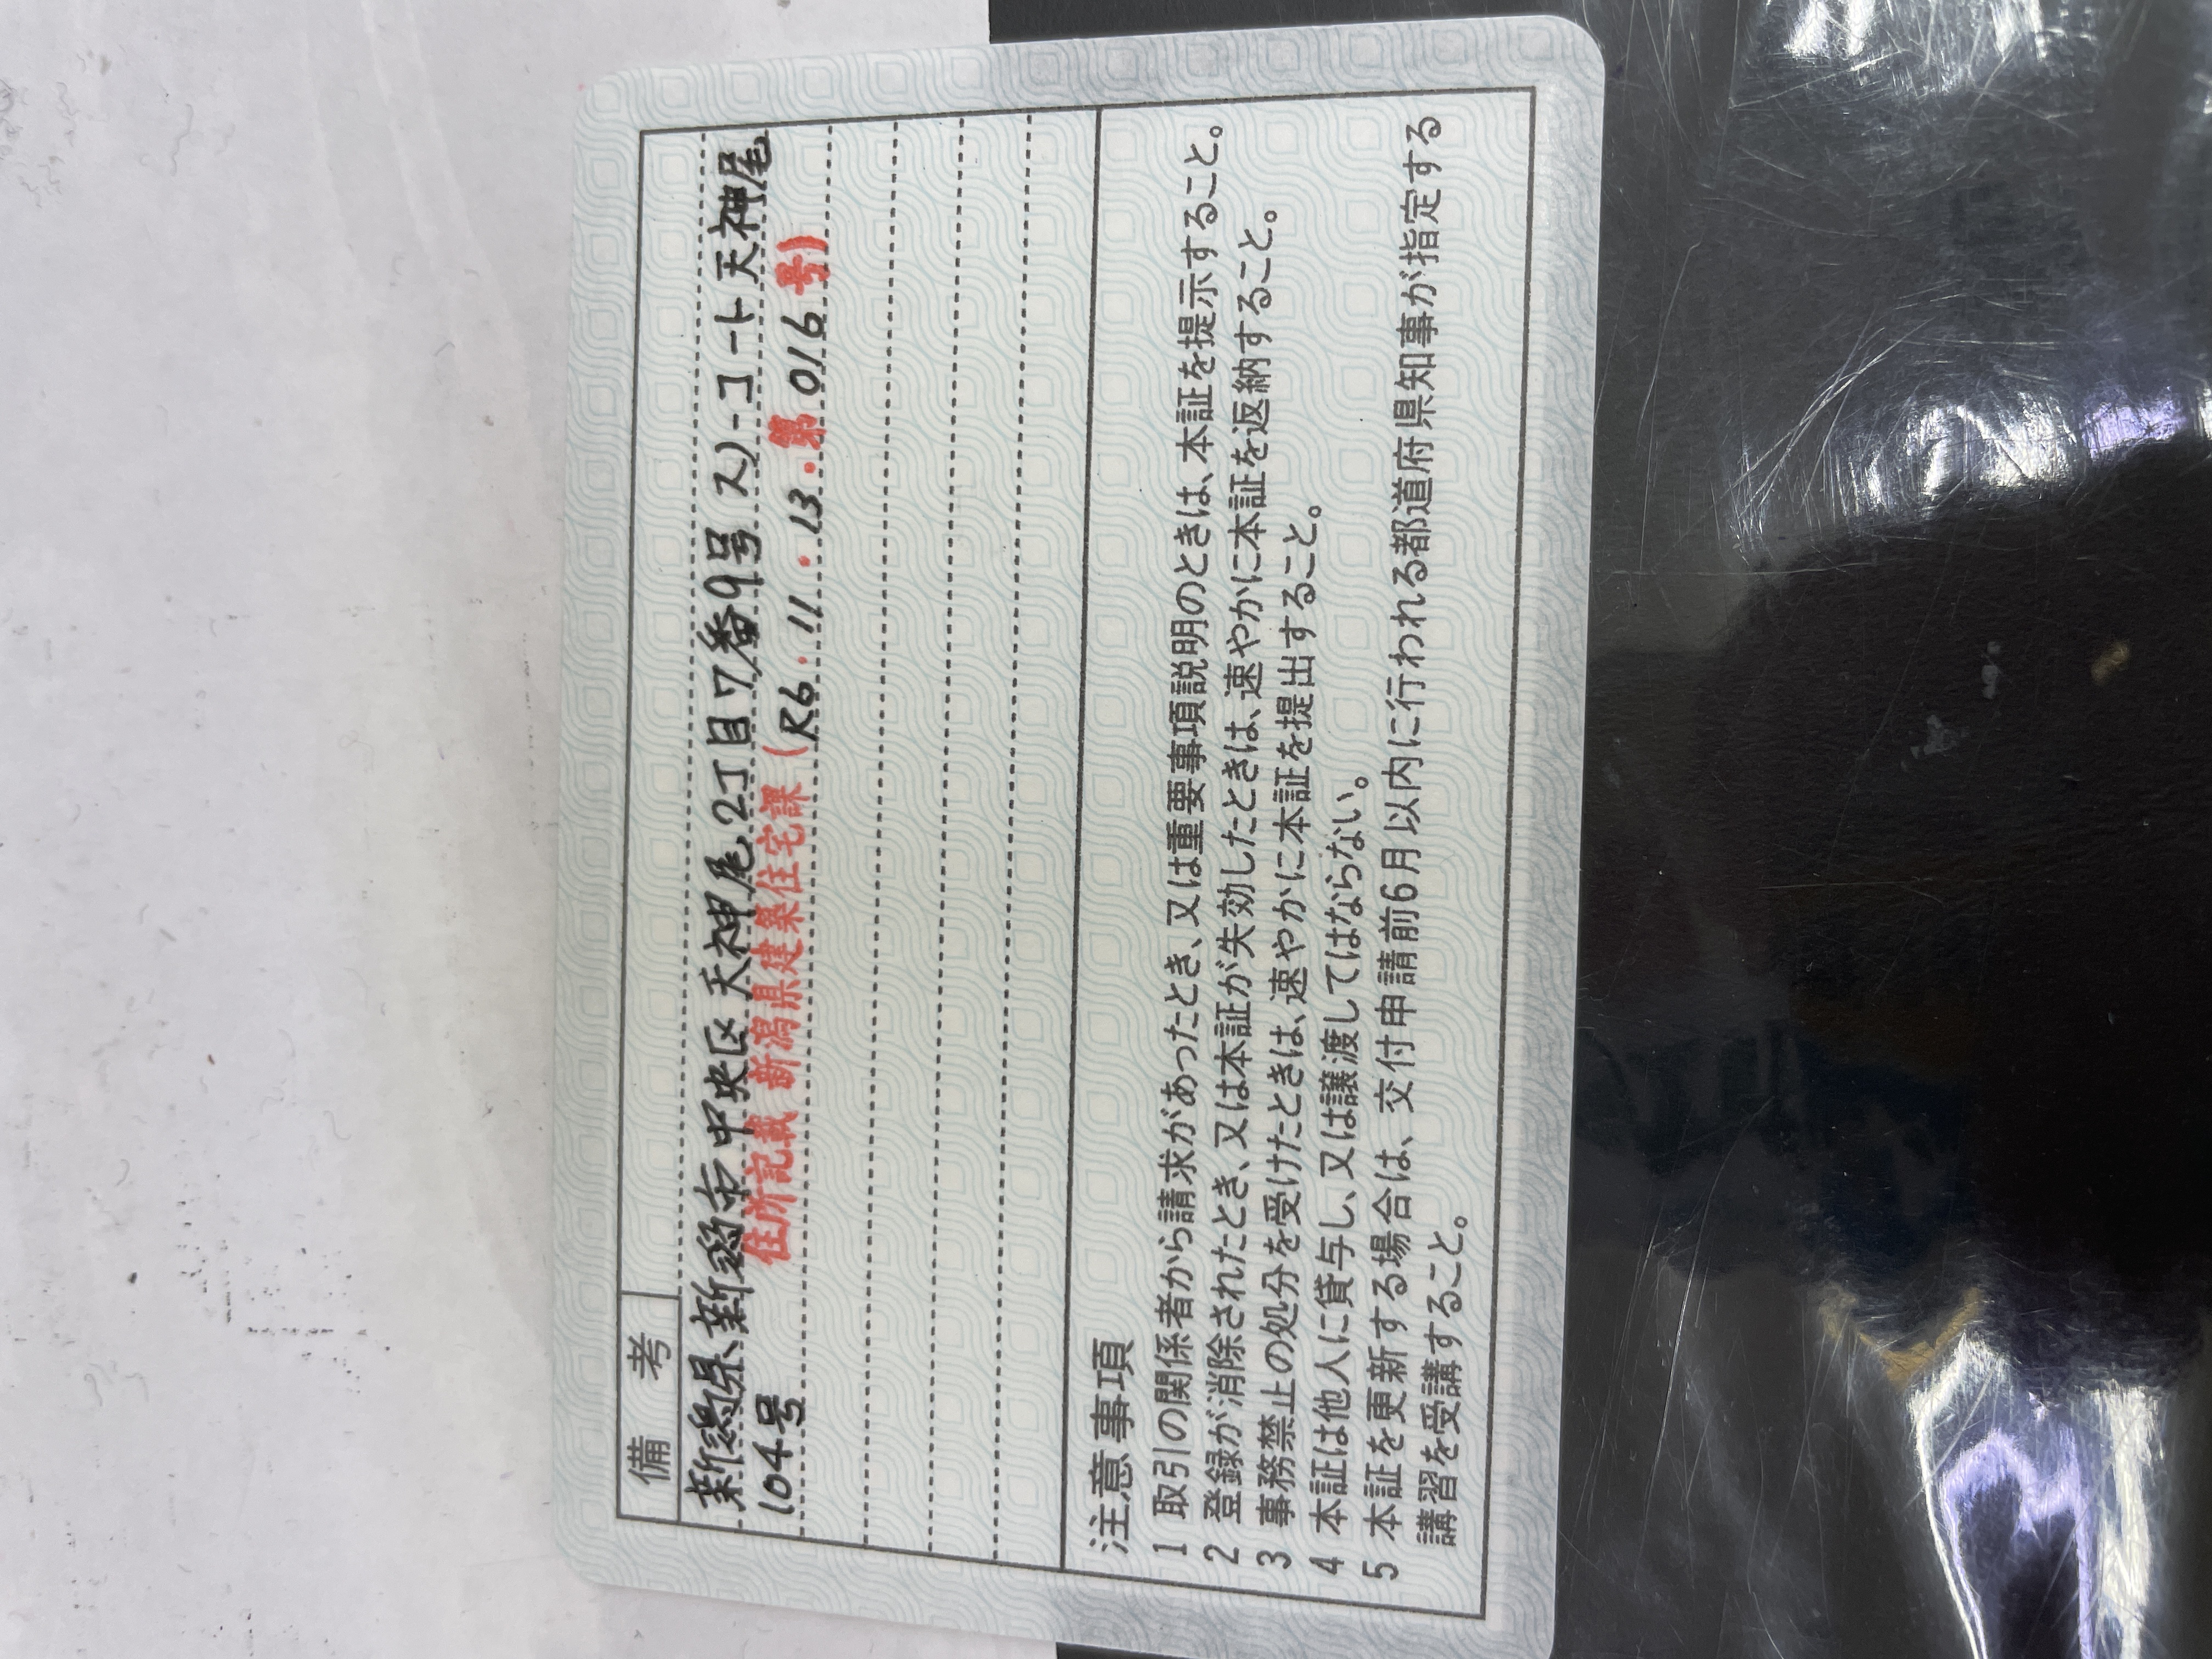 備 考
新潟県新潟市中央区天神尾2丁目7番9号スノーコート天神尾
住所記載 新潟県建築住宅課(R6・11・13・第016号)
104号
注意事項
1 取引の関係者から請求があったとき、又は重要事項説明のときは、本証を提示すること。
2 登録が消除されたとき、又は本証が失効したときは、速やかに本証を返納すること。
3 事務禁止の処分を受けたときは、速やかに本証を提出すること。
4 本証は他人に貸与し、又は譲渡してはならない。
5 本証を更新する場合は、交付申請前6月以内に行われる都道府県知事が指定する
講習を受講すること。